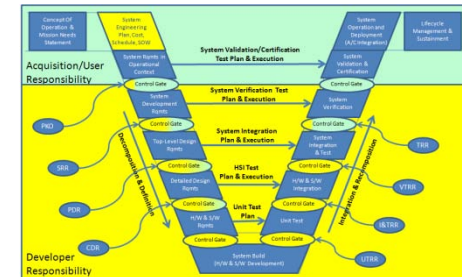 Concept Of
Operation &
Mission Needs
Statement
System
Engineering
Plan, Cost,
Schedule, SOW
System
Operation and
Deployment
(A/C Integration)
Lifecycle
Management &
Sustainment
System Rqmts in
Operational
Context
System Validation/Certification
Test Plan & Execution
System
Validation &
Certification
Acquisition/User
Responsibility
Control Gate
Control Gate
System
Development
Rqmts
System Verification Test
Plan & Execution
System
Verification
PKO
Control Gate
Control Gate
TRR
Top-Level Design
Rqmts
System Integration
Plan & Execution
System
Integration
& Test
SRR
Control Gate
Control Gate
VTRR
Decomposition & Definition
Integration & Recomposition
Detailed Design
Rqmts
HSI Test
Plan & Execution
H/W & S/W
Integration
PDR
Control Gate
Control Gate
I&TRR
H/W & S/W
Rqmts
Unit Test
Plan
Unit Test
CDR
Control Gate
Control Gate
UTRR
System Build
(H/W & S/W Development)
Developer
Responsibility